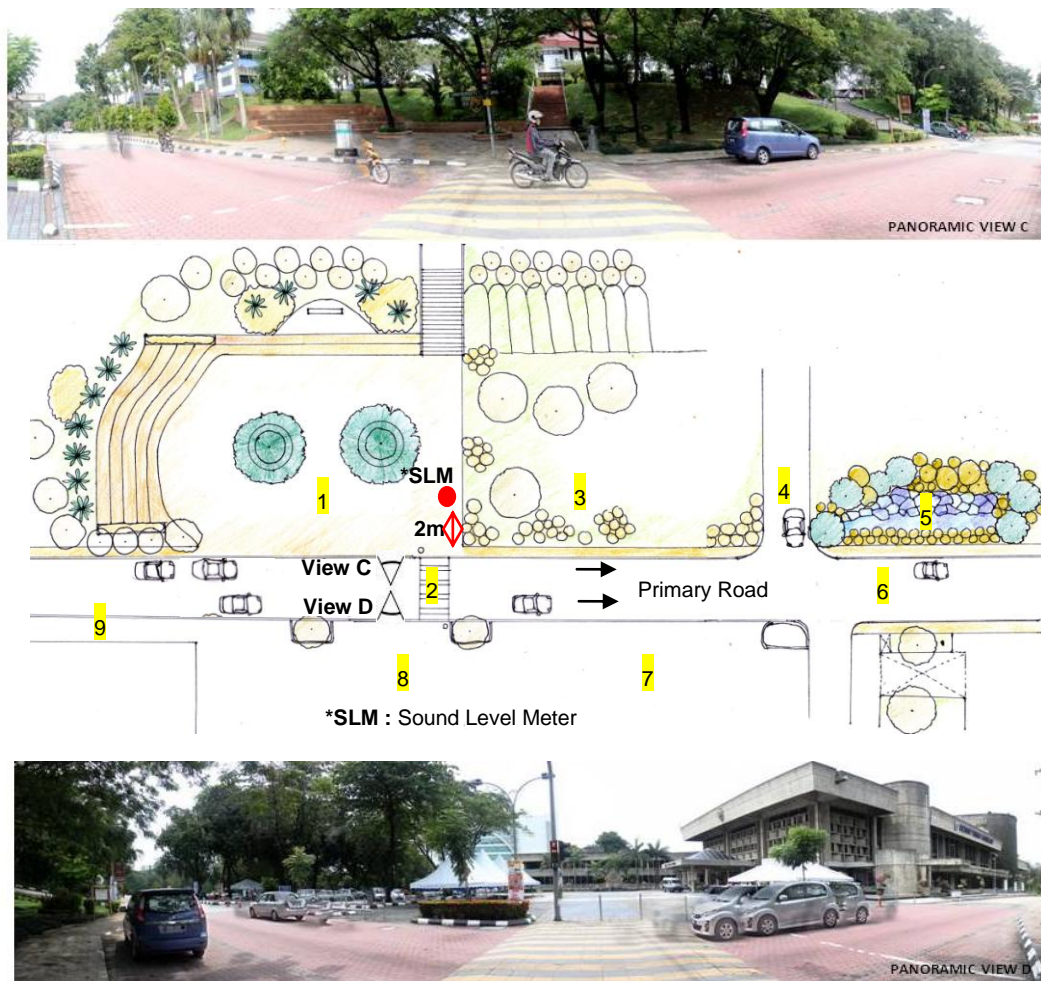 PANORAMIC VIEW C
*SLM
1
3
4
2m
5
View C
2
Primary Road
6
View D
9
8
7
*SLM : Sound Level Meter
PANORAMIC VIEW D